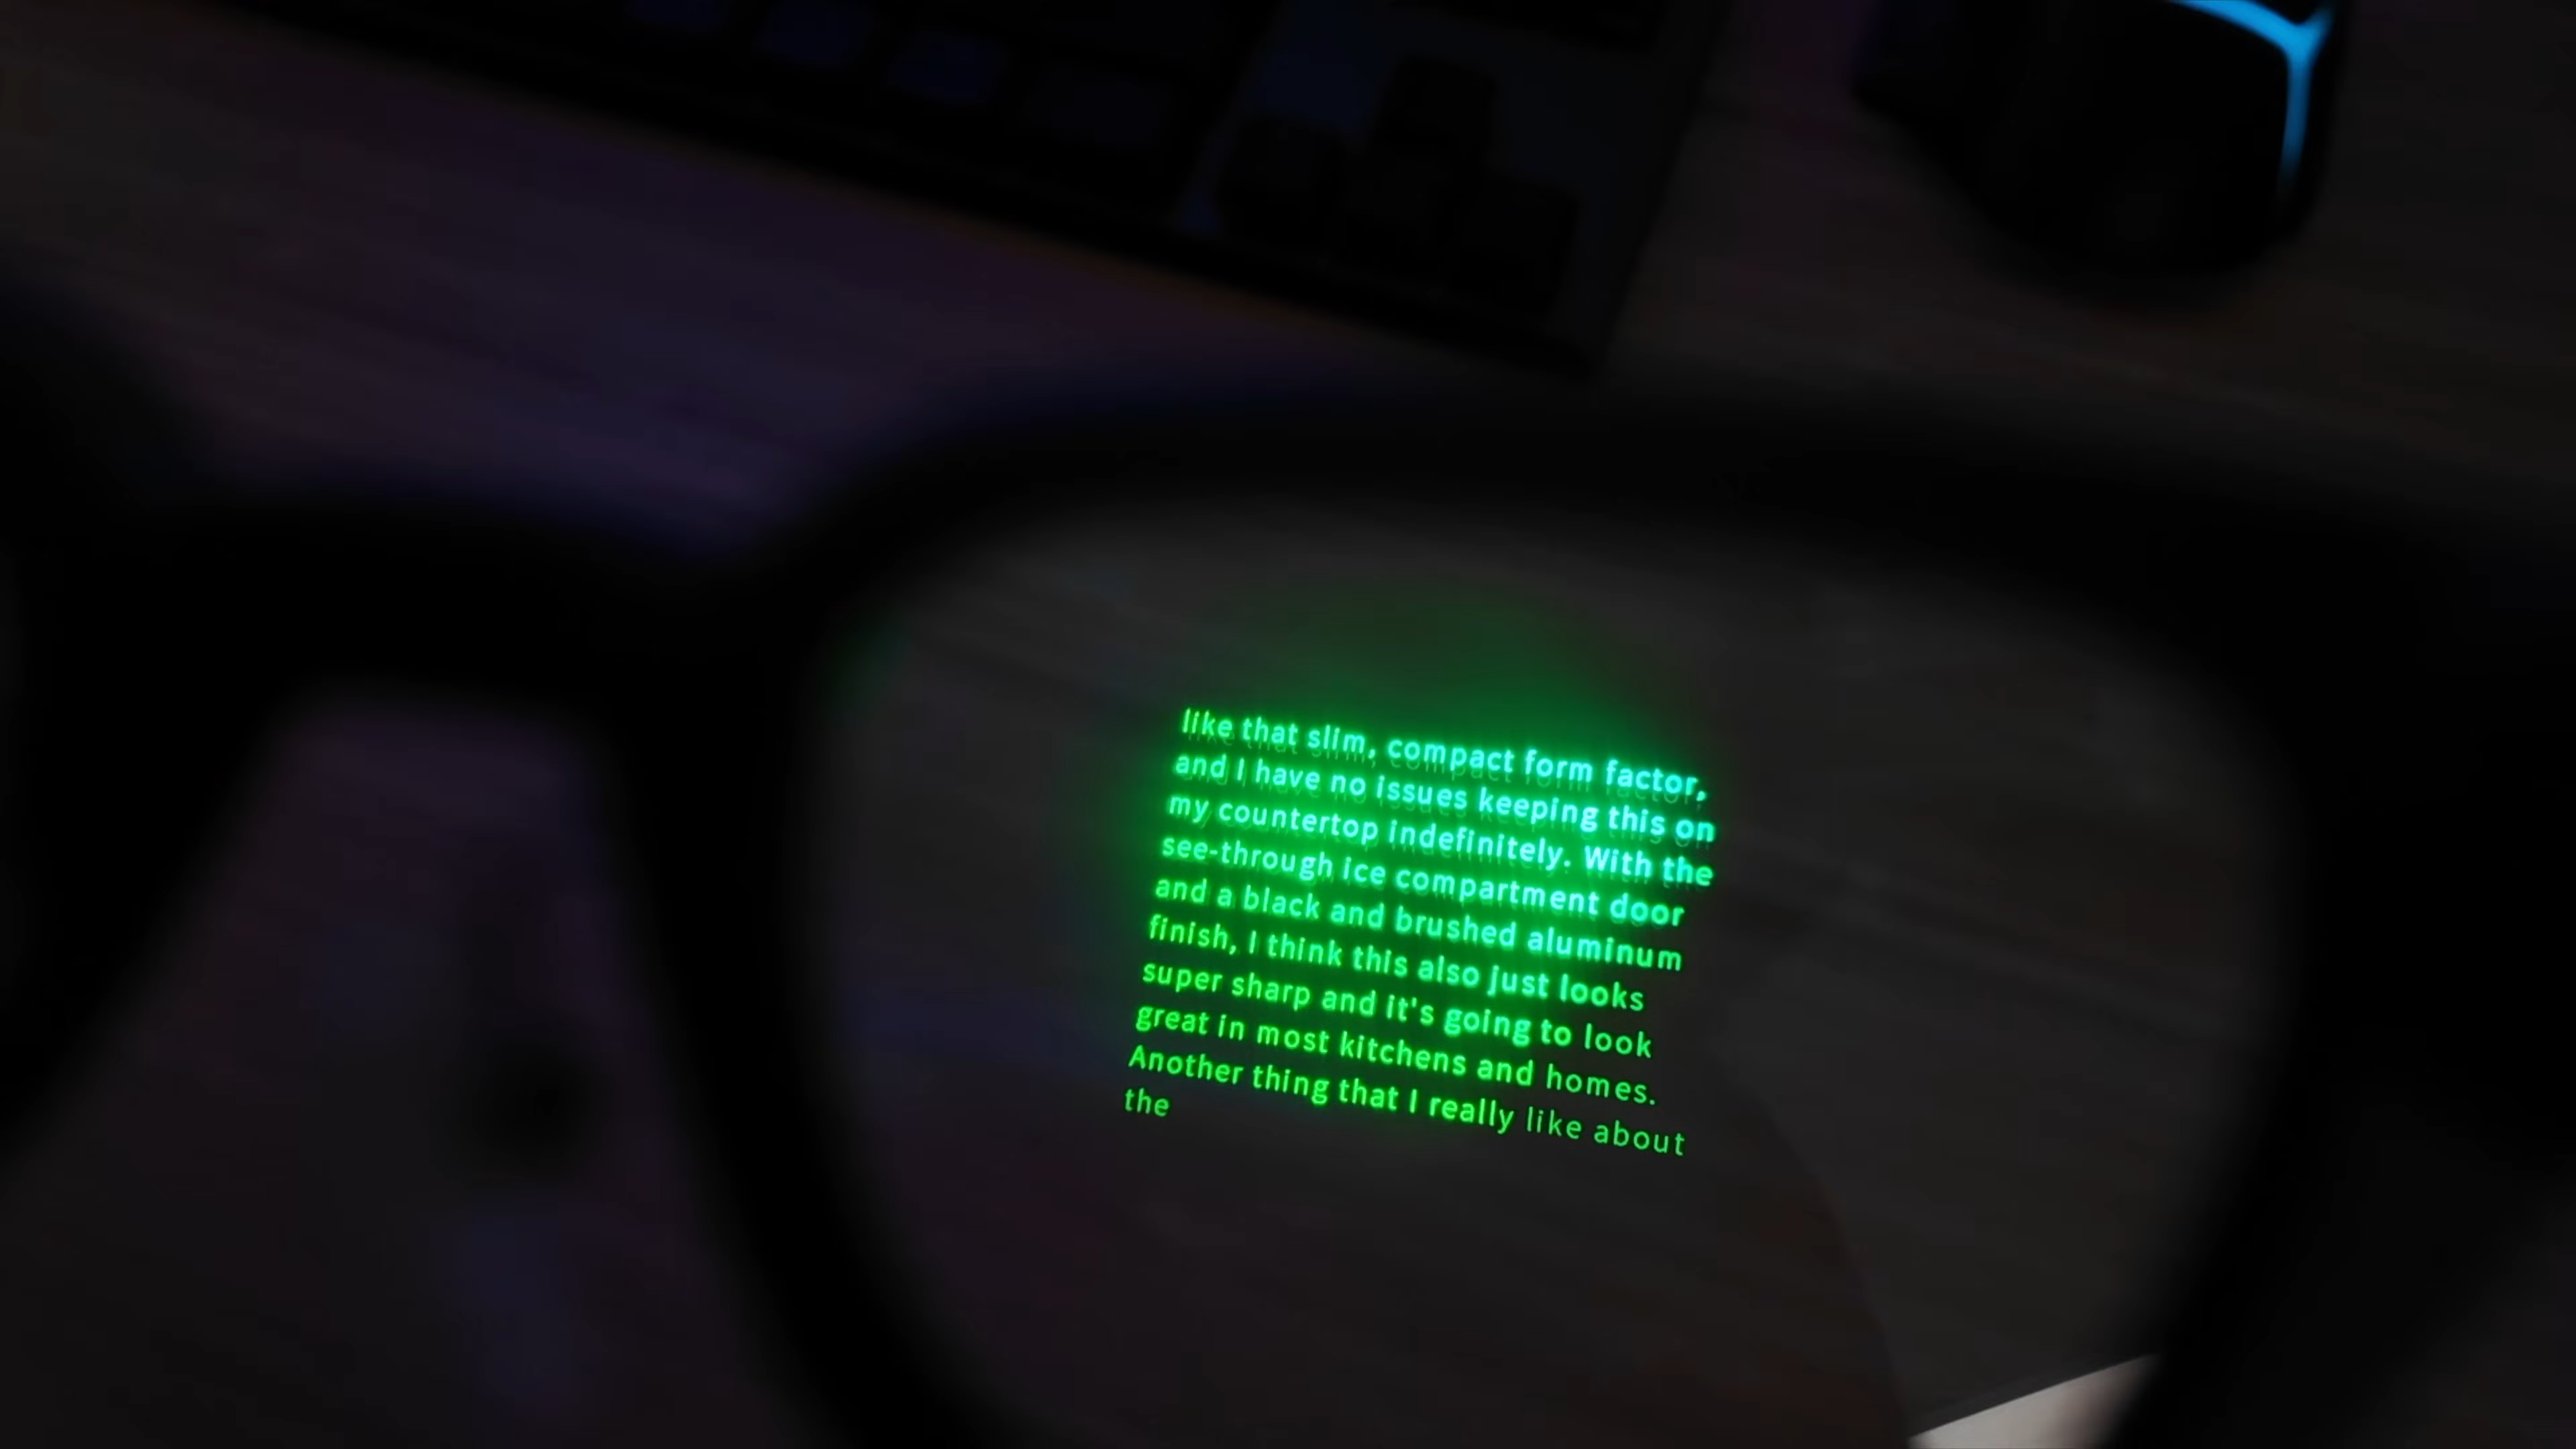 like that slim, compact form factor,
and I have no issues keeping this on
my countertop indefinitely. With the
see-through ice compartment door
and a black and brushed aluminum
finish, I think this also just looks
super sharp and it's going to look
great in most kitchens and homes.
Another thing that I really like about
the